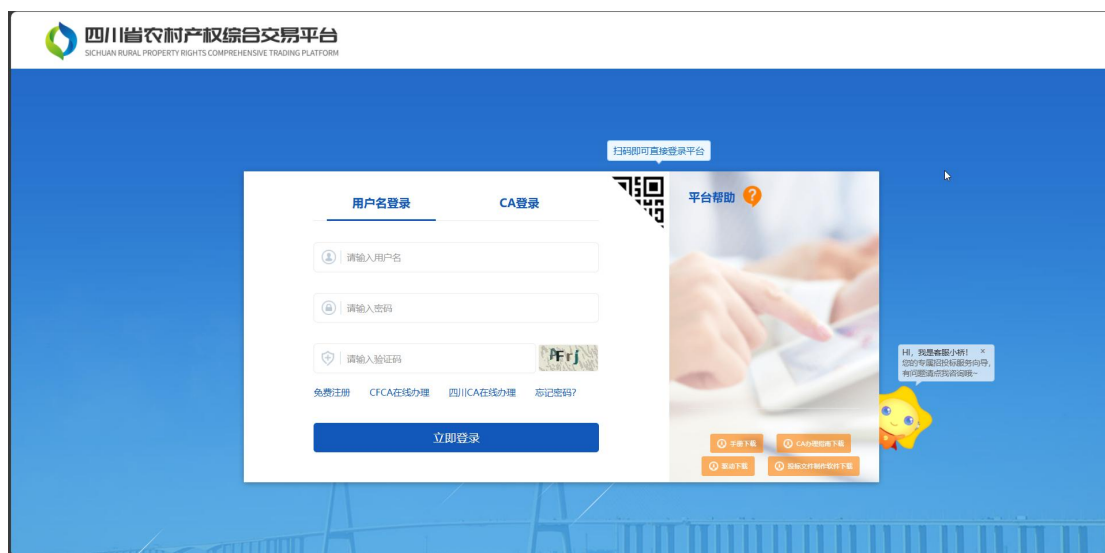 四川省农村产权综合交易平台
SICHUAN RURAL PROPERTY RIGHTS COMPREHENSIVE TRADING PLATFORM
扫码即可直接登录平台
用户名登录
CA登录
平台帮助
请输入用户名
请输入密码
请输入验证码
免费注册 CFCA在线办理 四川CA在线办理 忘记密码?
立即登录
HI，我是客服小桥! ×
您的专属招投标服务向导，
有问题请点我咨询哦~
手册下载 CA办理指南下载
驱动下载 投标文件制作软件下载